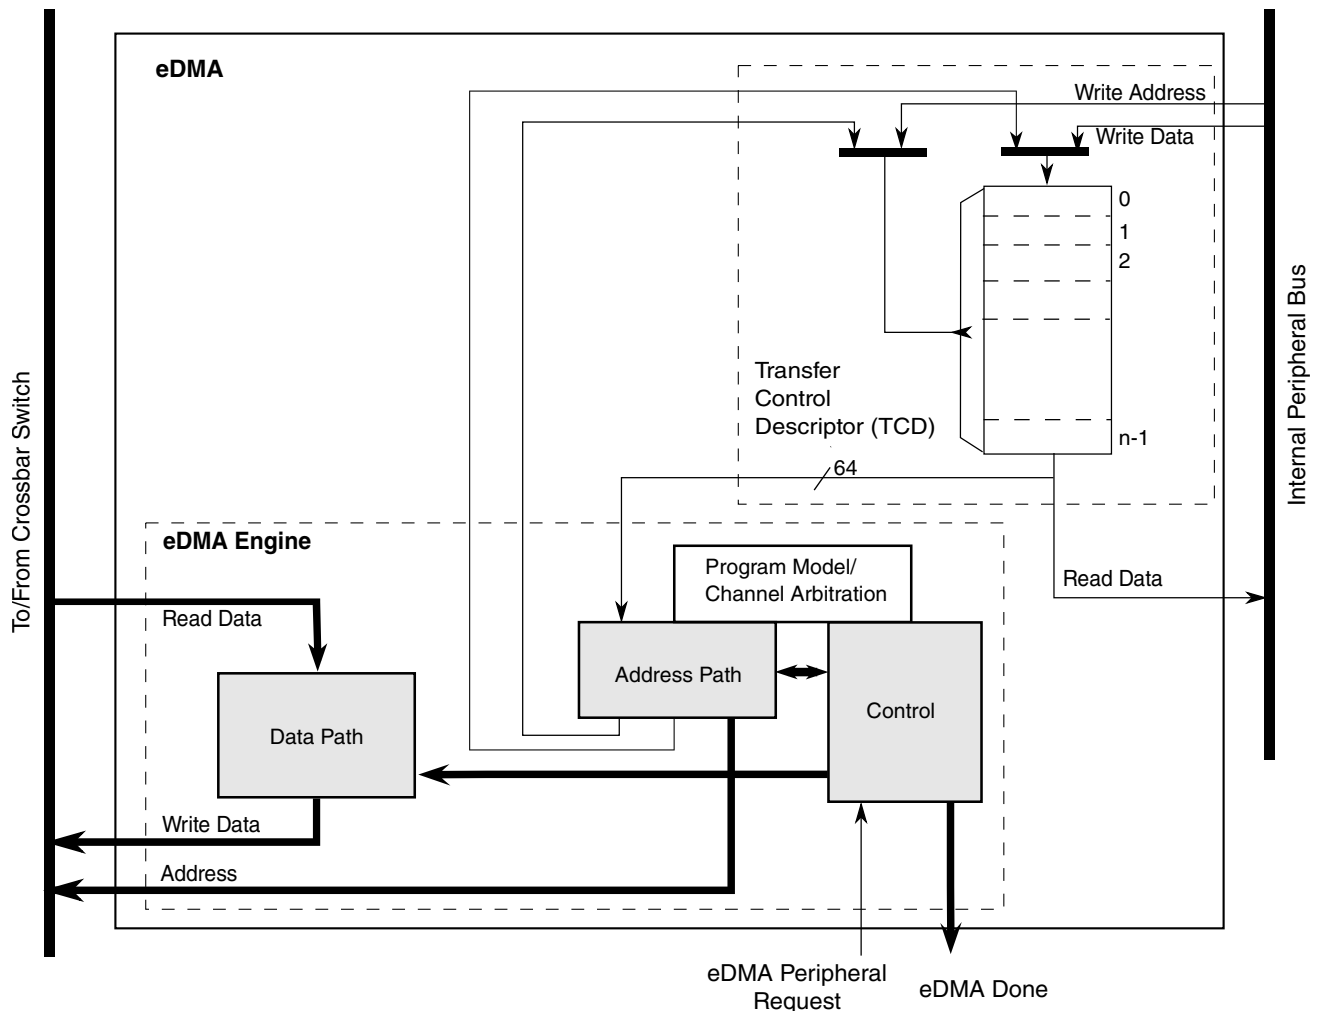 eDMA
Write Address
Write Data
0
1
2
n-1
Transfer
Control
Descriptor (TCD)
64
Internal Peripheral Bus
To/From Crossbar Switch
eDMA Engine
Program Model/
Channel Arbitration
Read Data
Read Data
Address Path
Control
Data Path
Write Data
Address
eDMA Peripheral
Request
eDMA Done